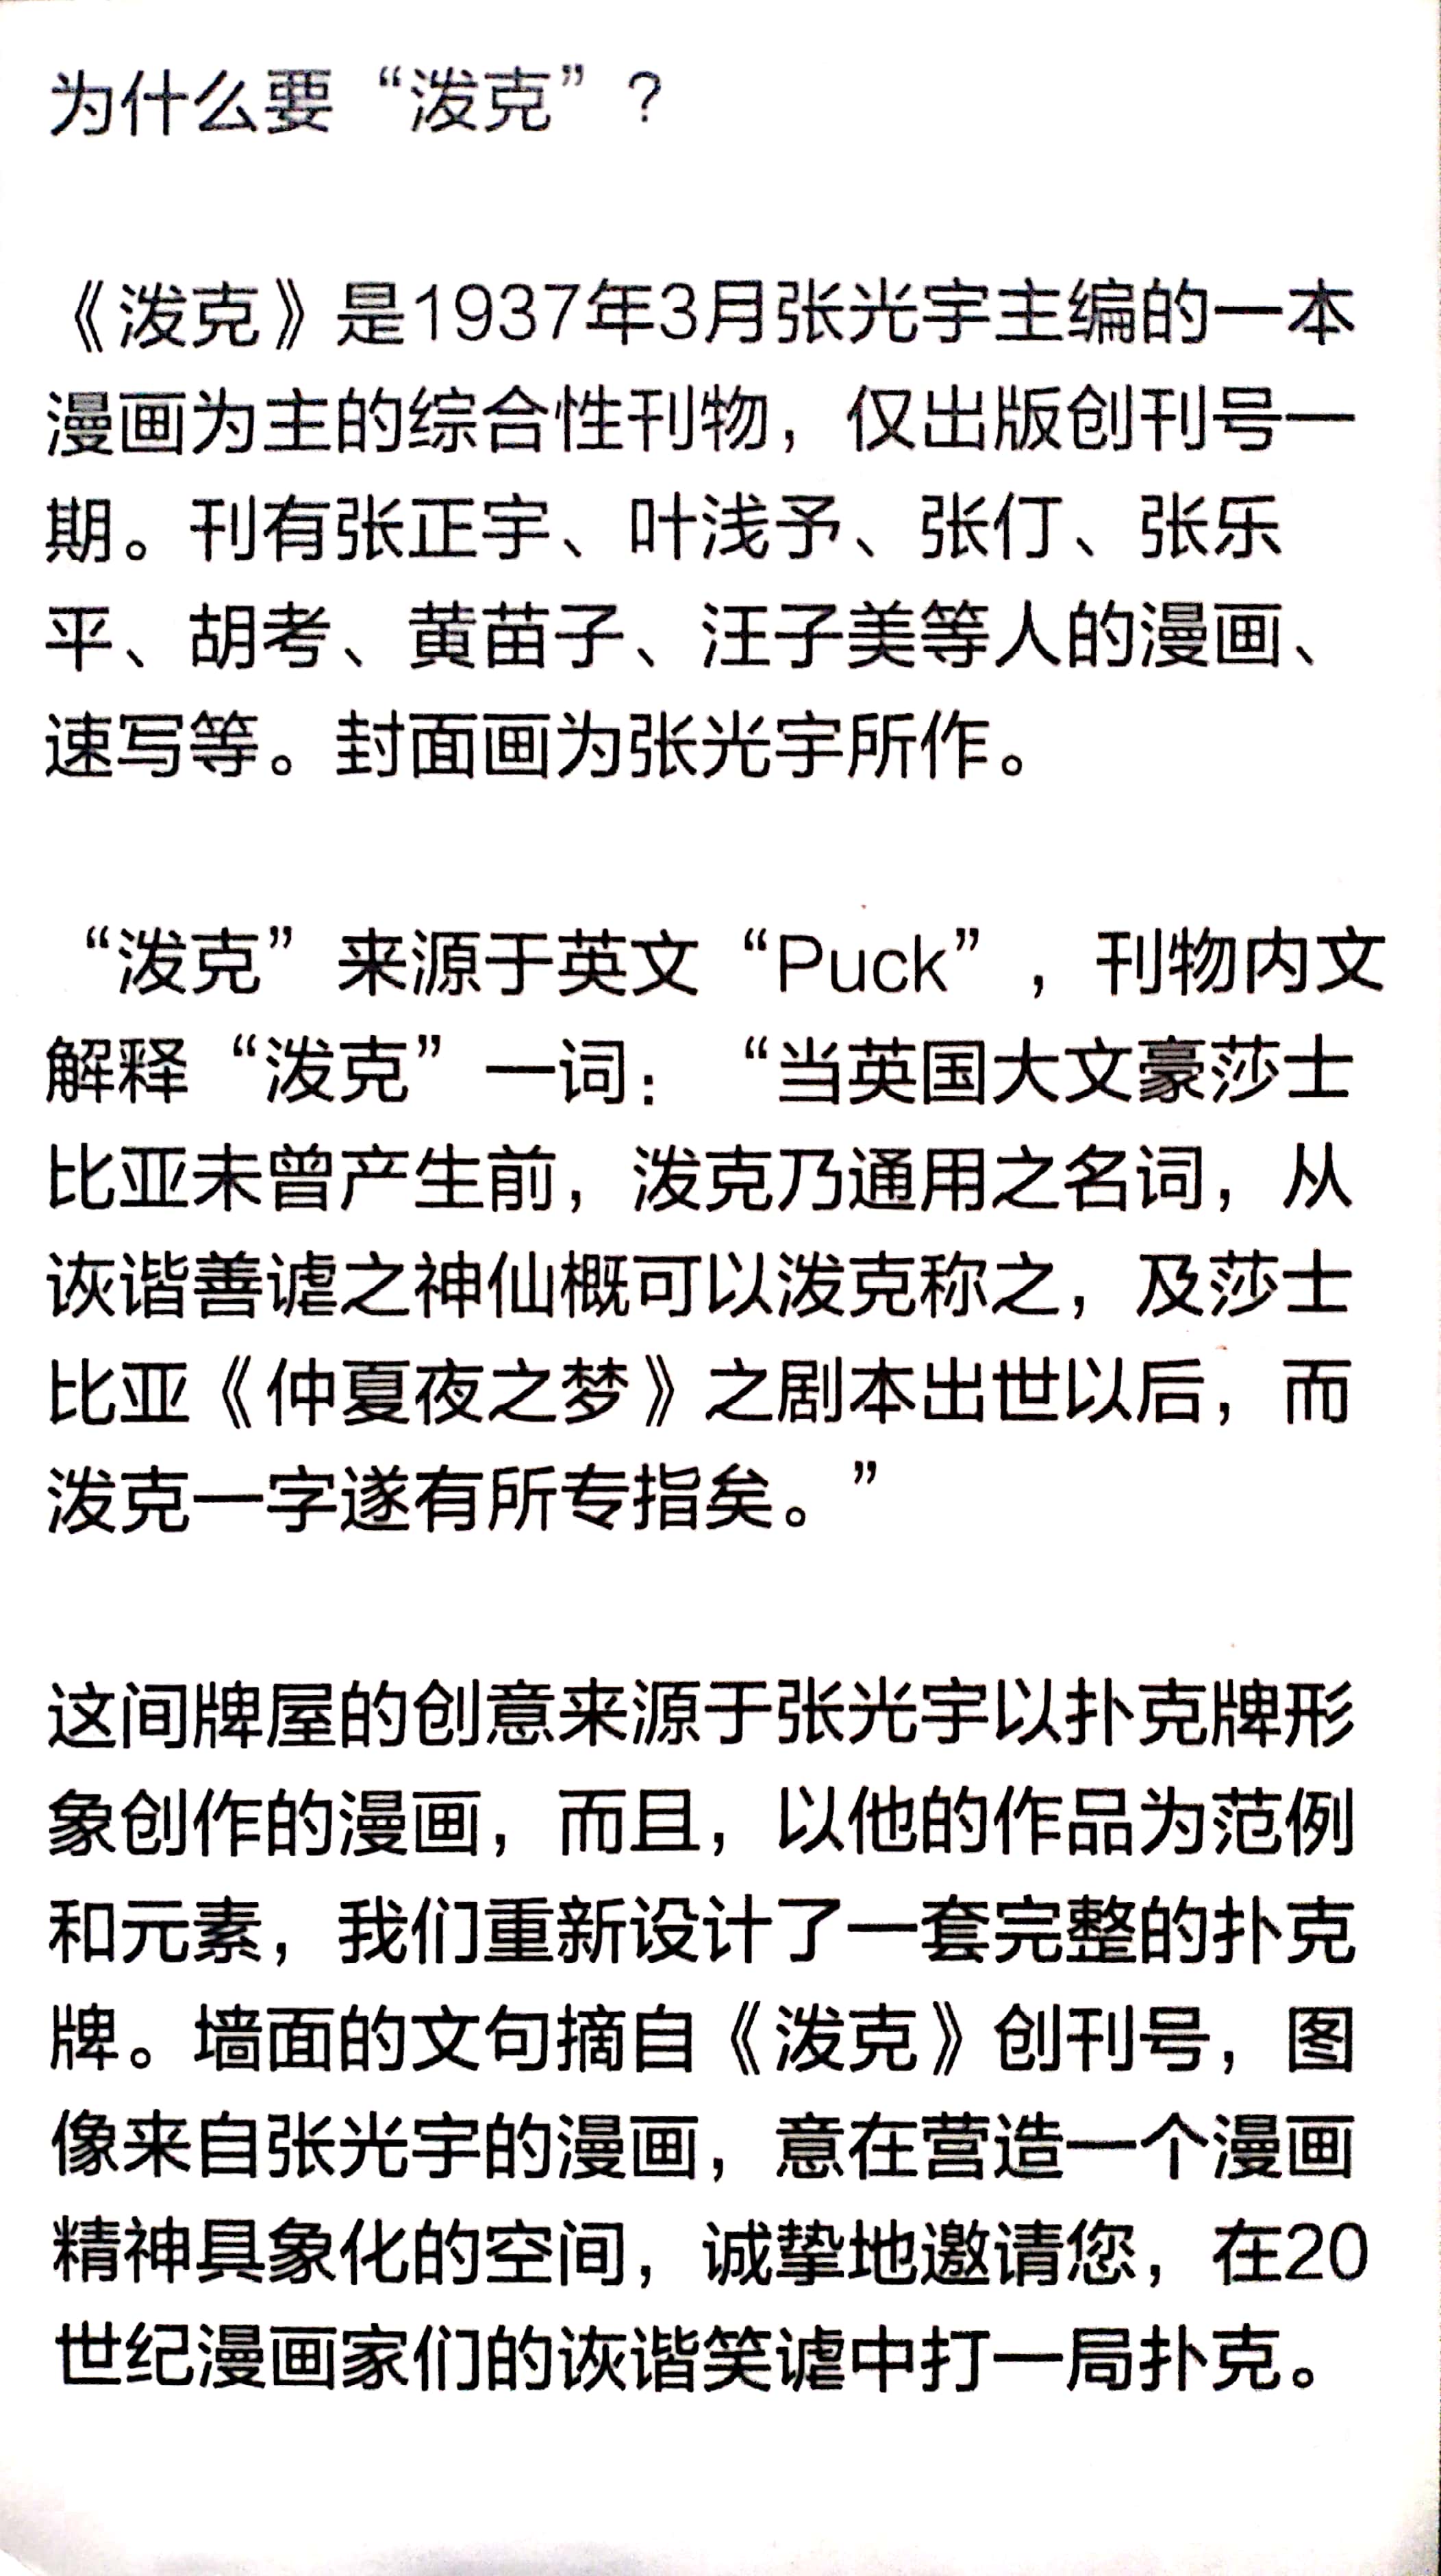 为什么要“泼克”?
《泼克》是1937年3月张光宇主编的一本
漫画为主的综合性刊物，仅出版创刊号一
期。刊有张正宇、叶浅予、张仃、张乐
平、胡考、黄苗子、汪子美等人的漫画、
速写等。封面画为张光宇所作。
“泼克”来源于英文“Puck”，刊物内文
解释“泼克”一词：“当英国大文豪莎士
比亚未曾产生前，泼克乃通用之名词，从
诙谐善谑之神仙概可以泼克称之，及莎士
比亚《仲夏夜之梦》之剧本出世以后，而
泼克一字遂有所专指矣。”
这间牌屋的创意来源于张光宇以扑克牌形
象创作的漫画，而且，以他的作品为范例
和元素，我们重新设计了一套完整的扑克
牌。墙面的文句摘自《泼克》创刊号，图
像来自张光宇的漫画，意在营造一个漫画
精神具象化的空间，诚挚地邀请您，在20
世纪漫画家们的诙谐笑谑中打一局扑克。